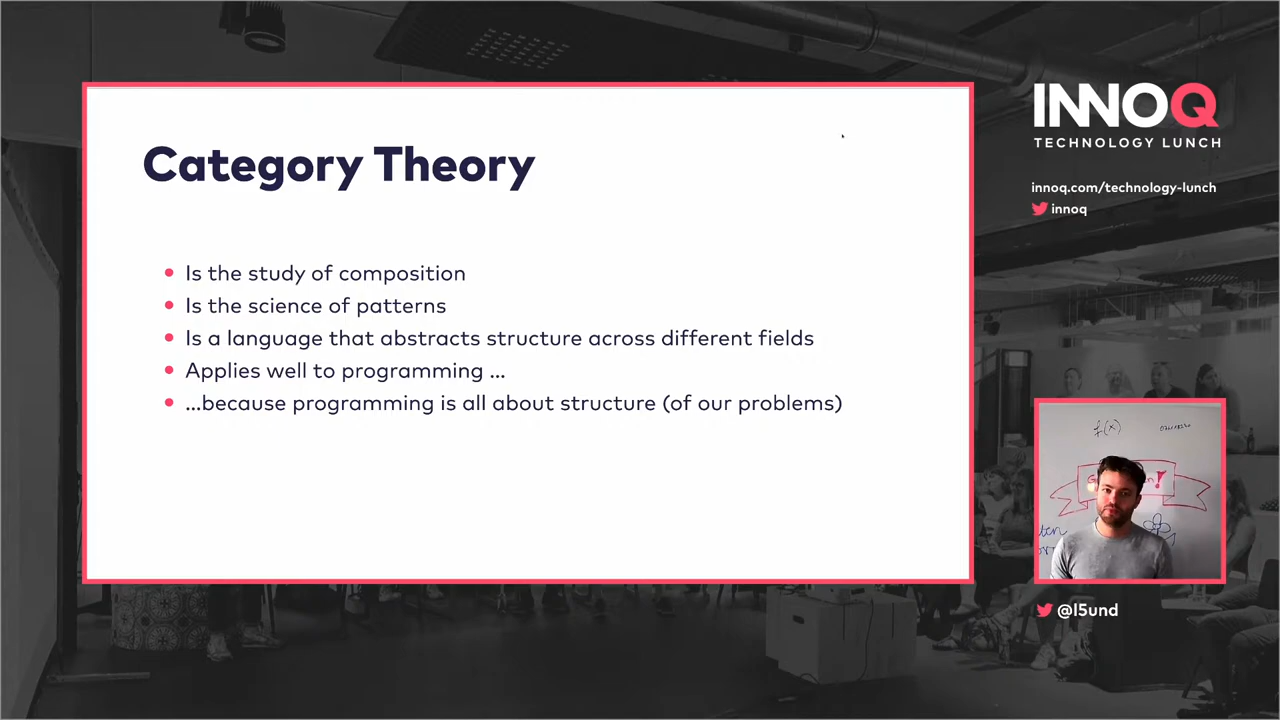 Category Theory
Is the study of composition
Is the science of patterns
Is a language that abstracts structure across different fields
Applies well to programming ...
...because programming is all about structure (of our problems)
INNOQ
TECHNOLOGY LUNCH
innoq.com/technology-lunch
innoq
f(x)
@l5und